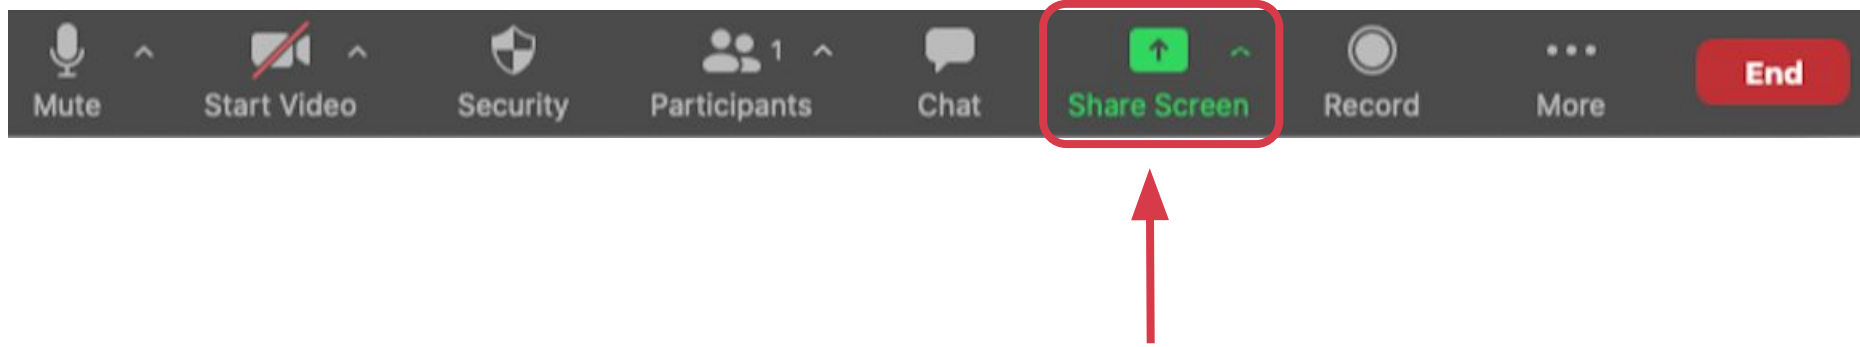 1
Mute
Start Video
Security
Participants
Chat
Share Screen
Record
More
End